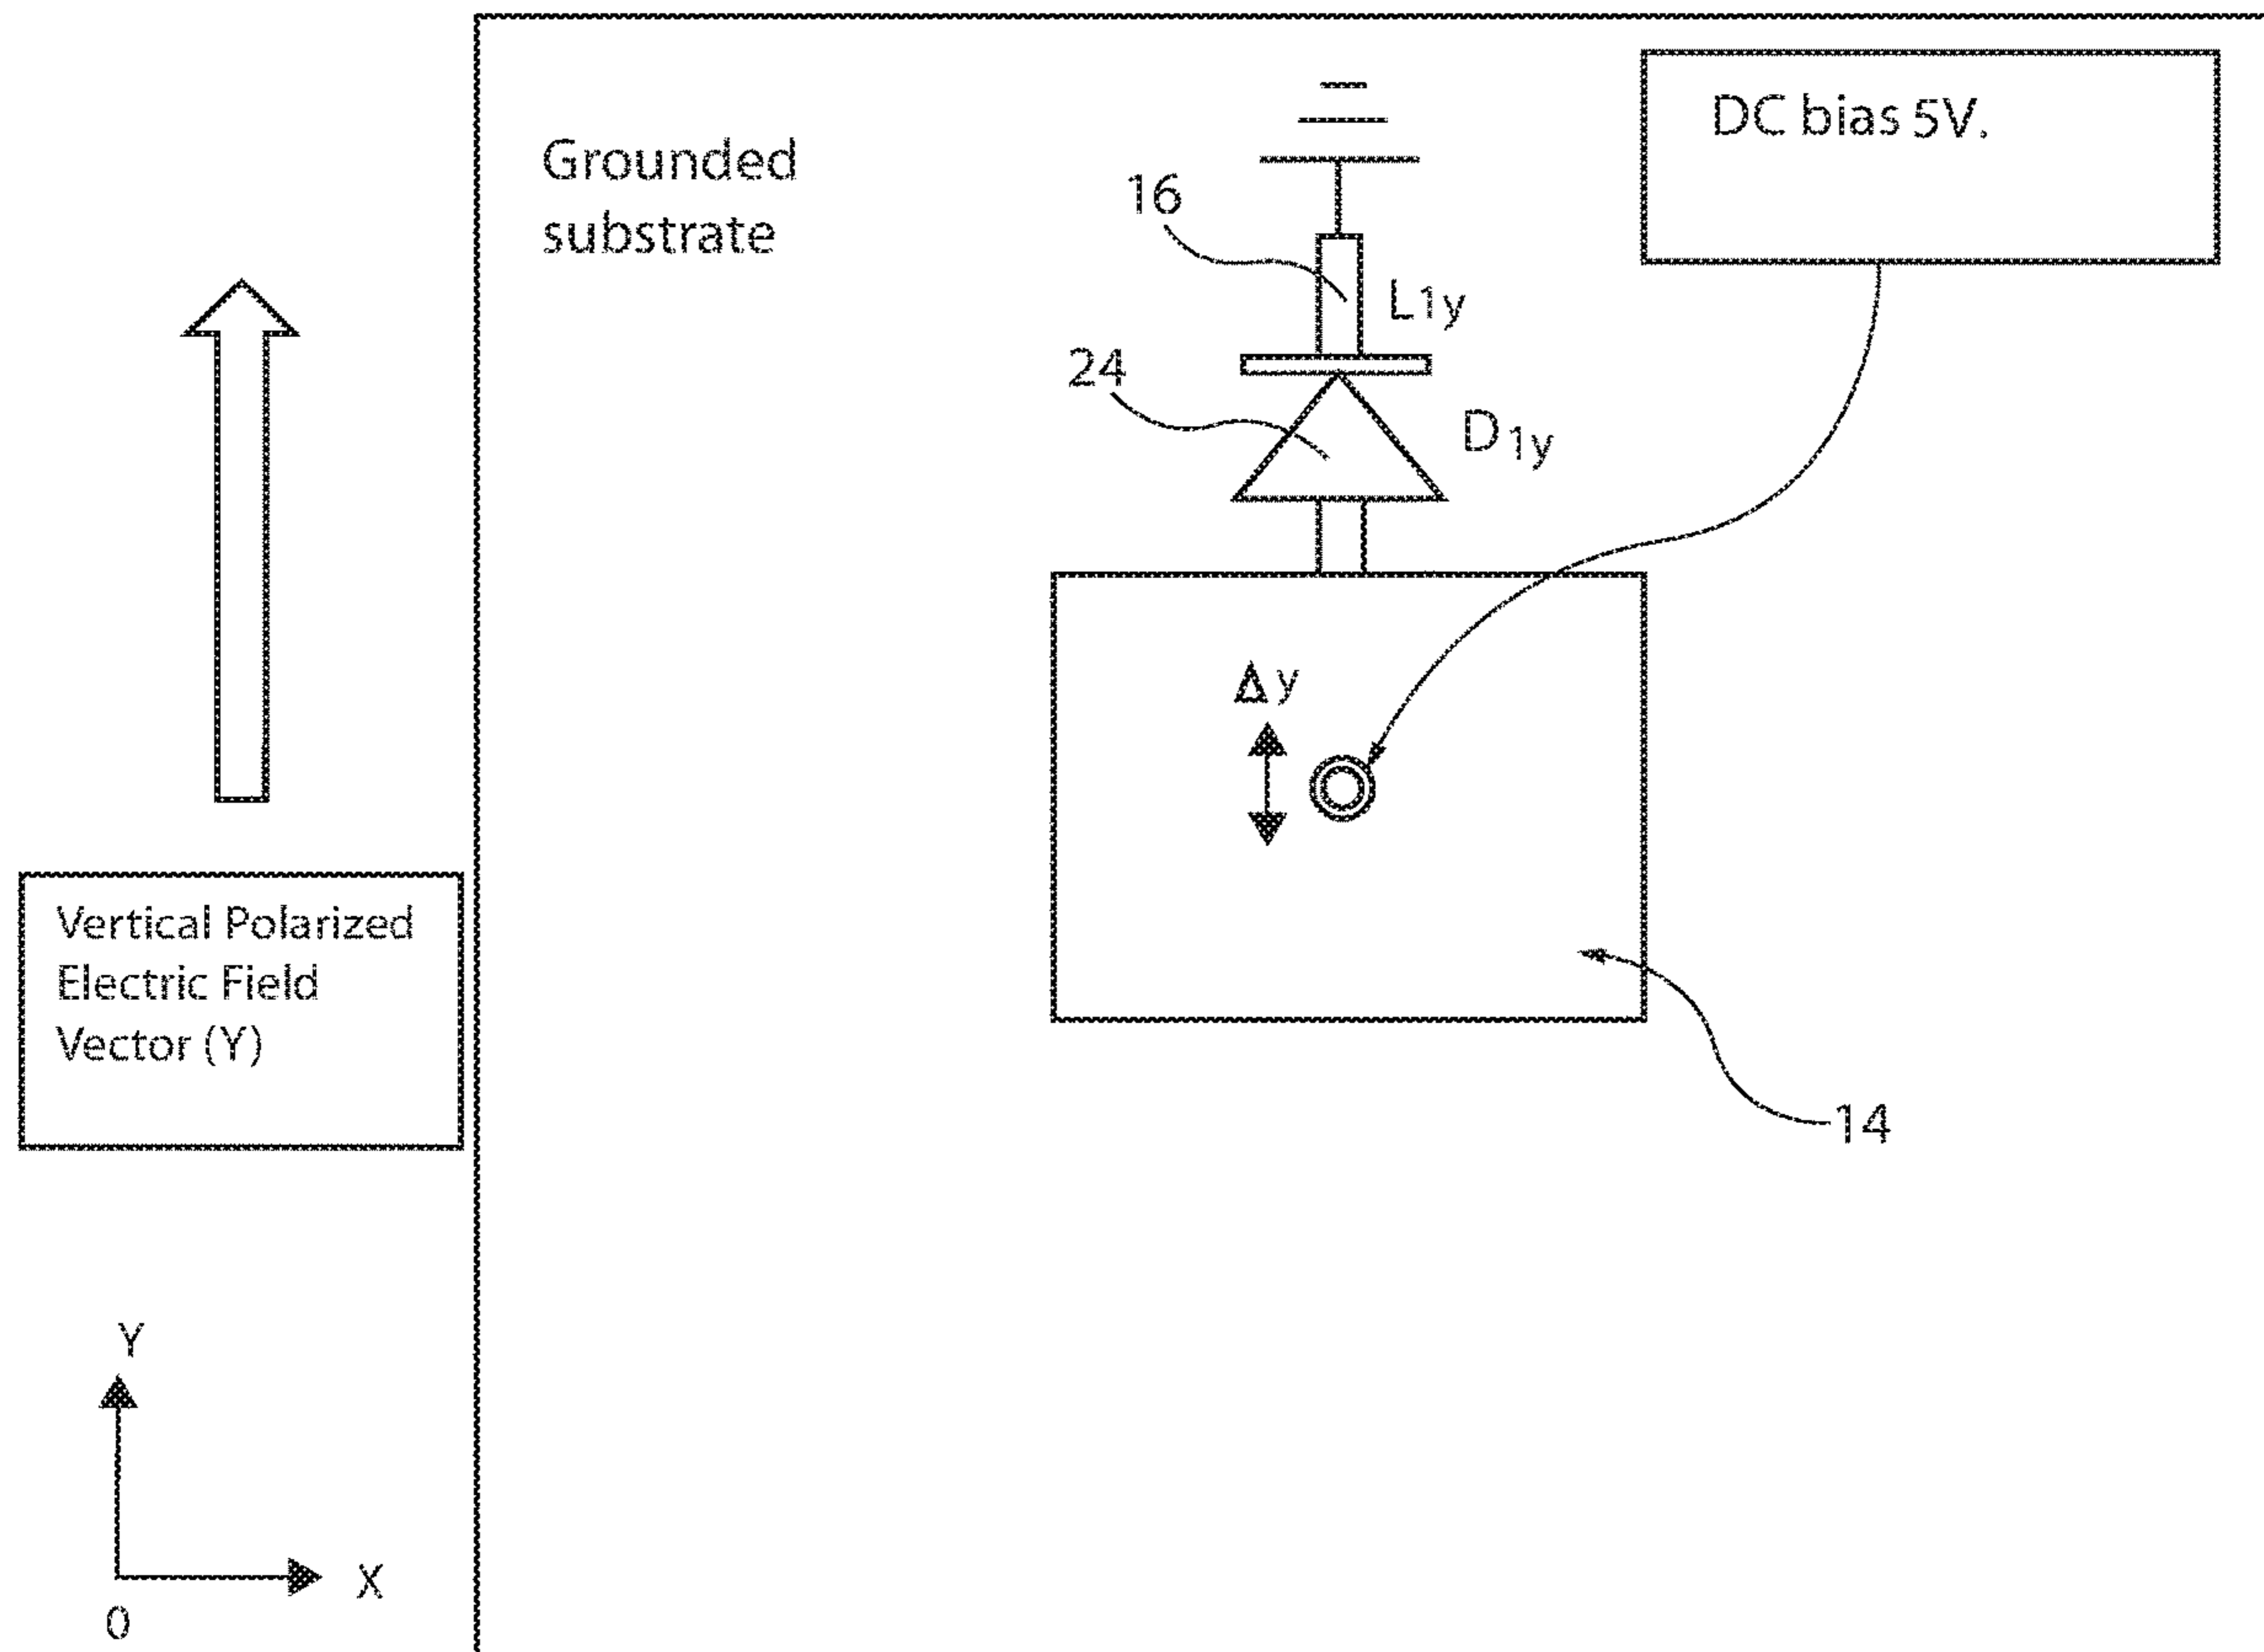 DC bias 5V.
Grounded
substrate
16
L1y
24
D1y
Δy
Vertical Polarized
Electric Field
Vector (Y)
14
Y
X
0